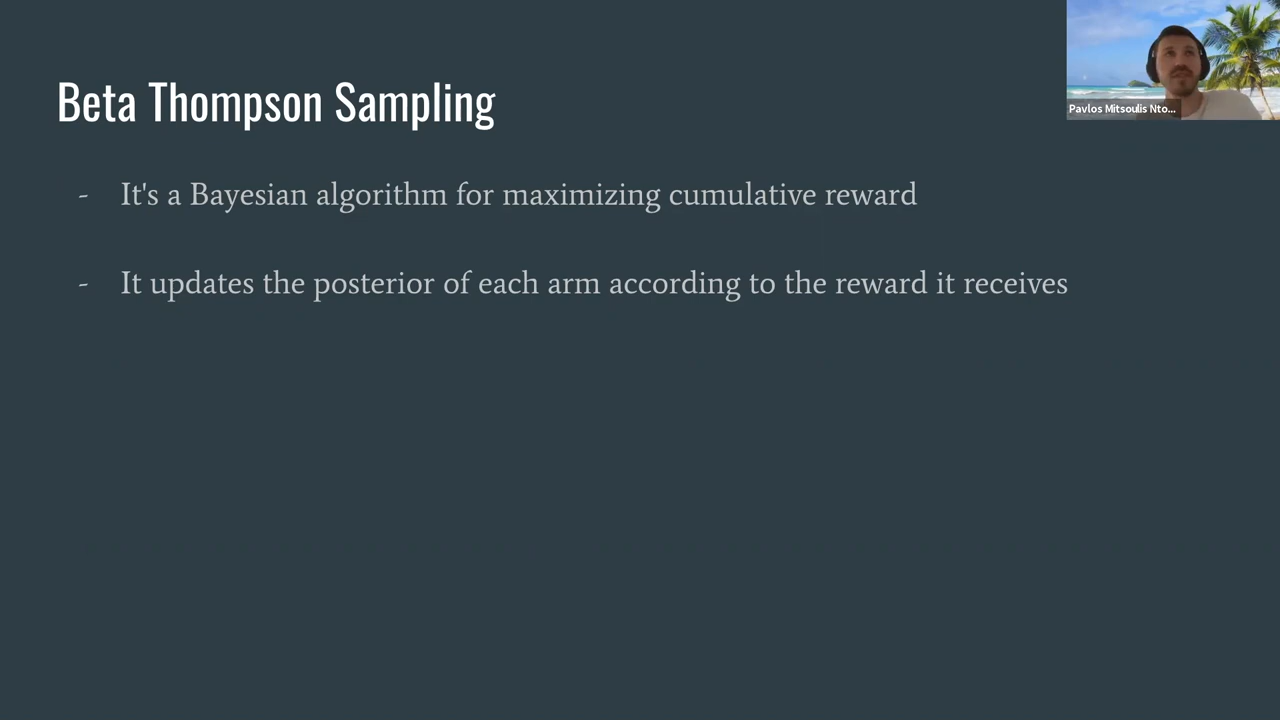 Beta Thompson Sampling
Pavlos Mitsoulis Nto...
- It's a Bayesian algorithm for maximizing cumulative reward
- It updates the posterior of each arm according to the reward it receives